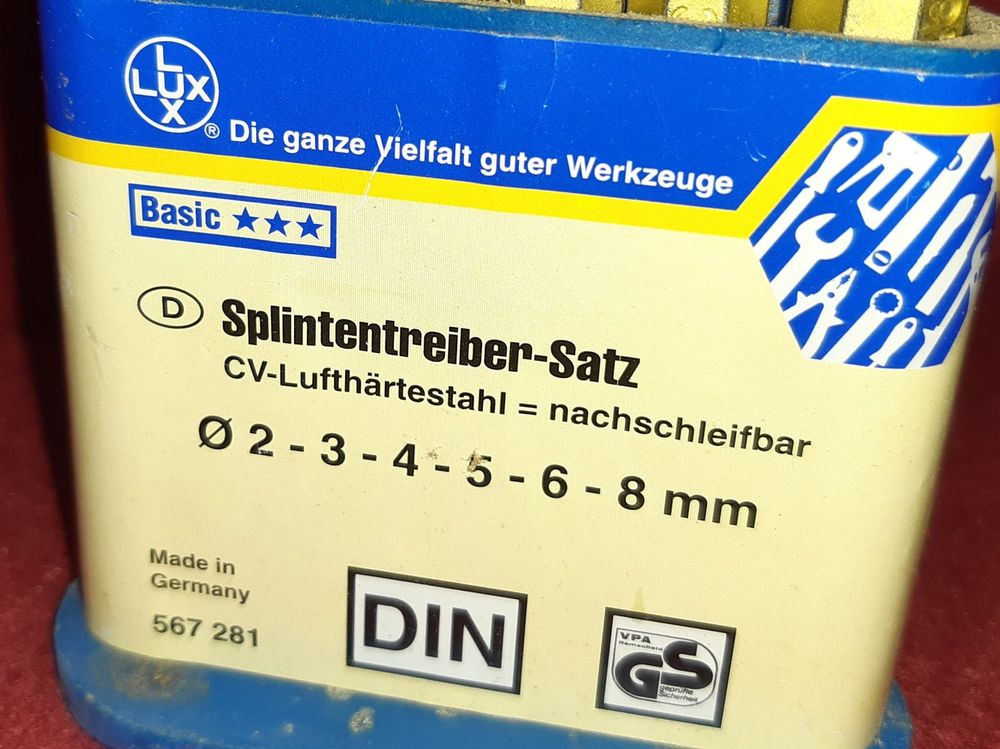 LUX
LUX
® Die ganze Vielfalt guter Werkzeuge
Basic ★★★
D Splintentreiber-Satz
CV-Lufthärtestahl = nachschleifbar
Ø 2 - 3 - 4 - 5 - 6 - 8 mm
Made in
Germany
567 281
DIN
VPA
Remscheid
GS
geprüfte
Sicherheit